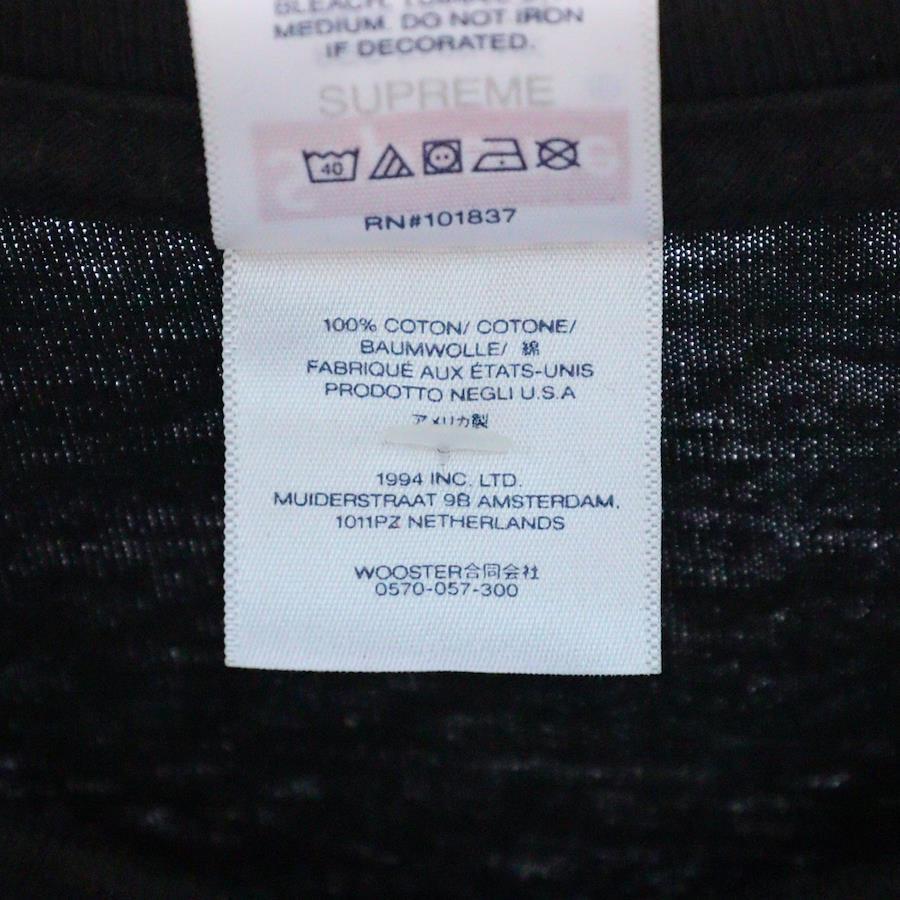 BLEACH. TUMBLE
MEDIUM. DO NOT IRON
IF DECORATED.
SUPREME
40
RN#101837
100% COTON/ COTONE/
BAUMWOLLE/ 綿
FABRIQUÉ AUX ÉTATS-UNIS
PRODOTTO NEGLI U.S.A
アメリカ製
1994 INC. LTD.
MUIDERSTRAAT 9B AMSTERDAM,
1011PZ NETHERLANDS
WOOSTER合同会社
0570-057-300